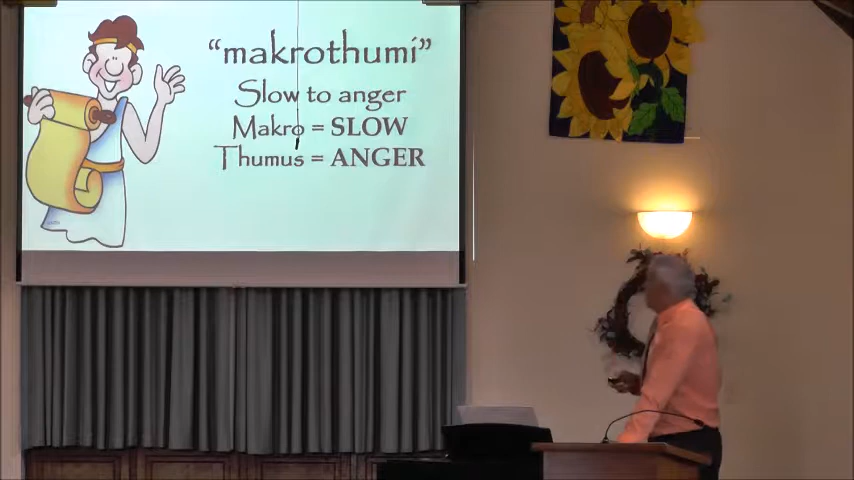 "makrothumi"
Slow to anger
Makro = SLOW
Thumus = ANGER